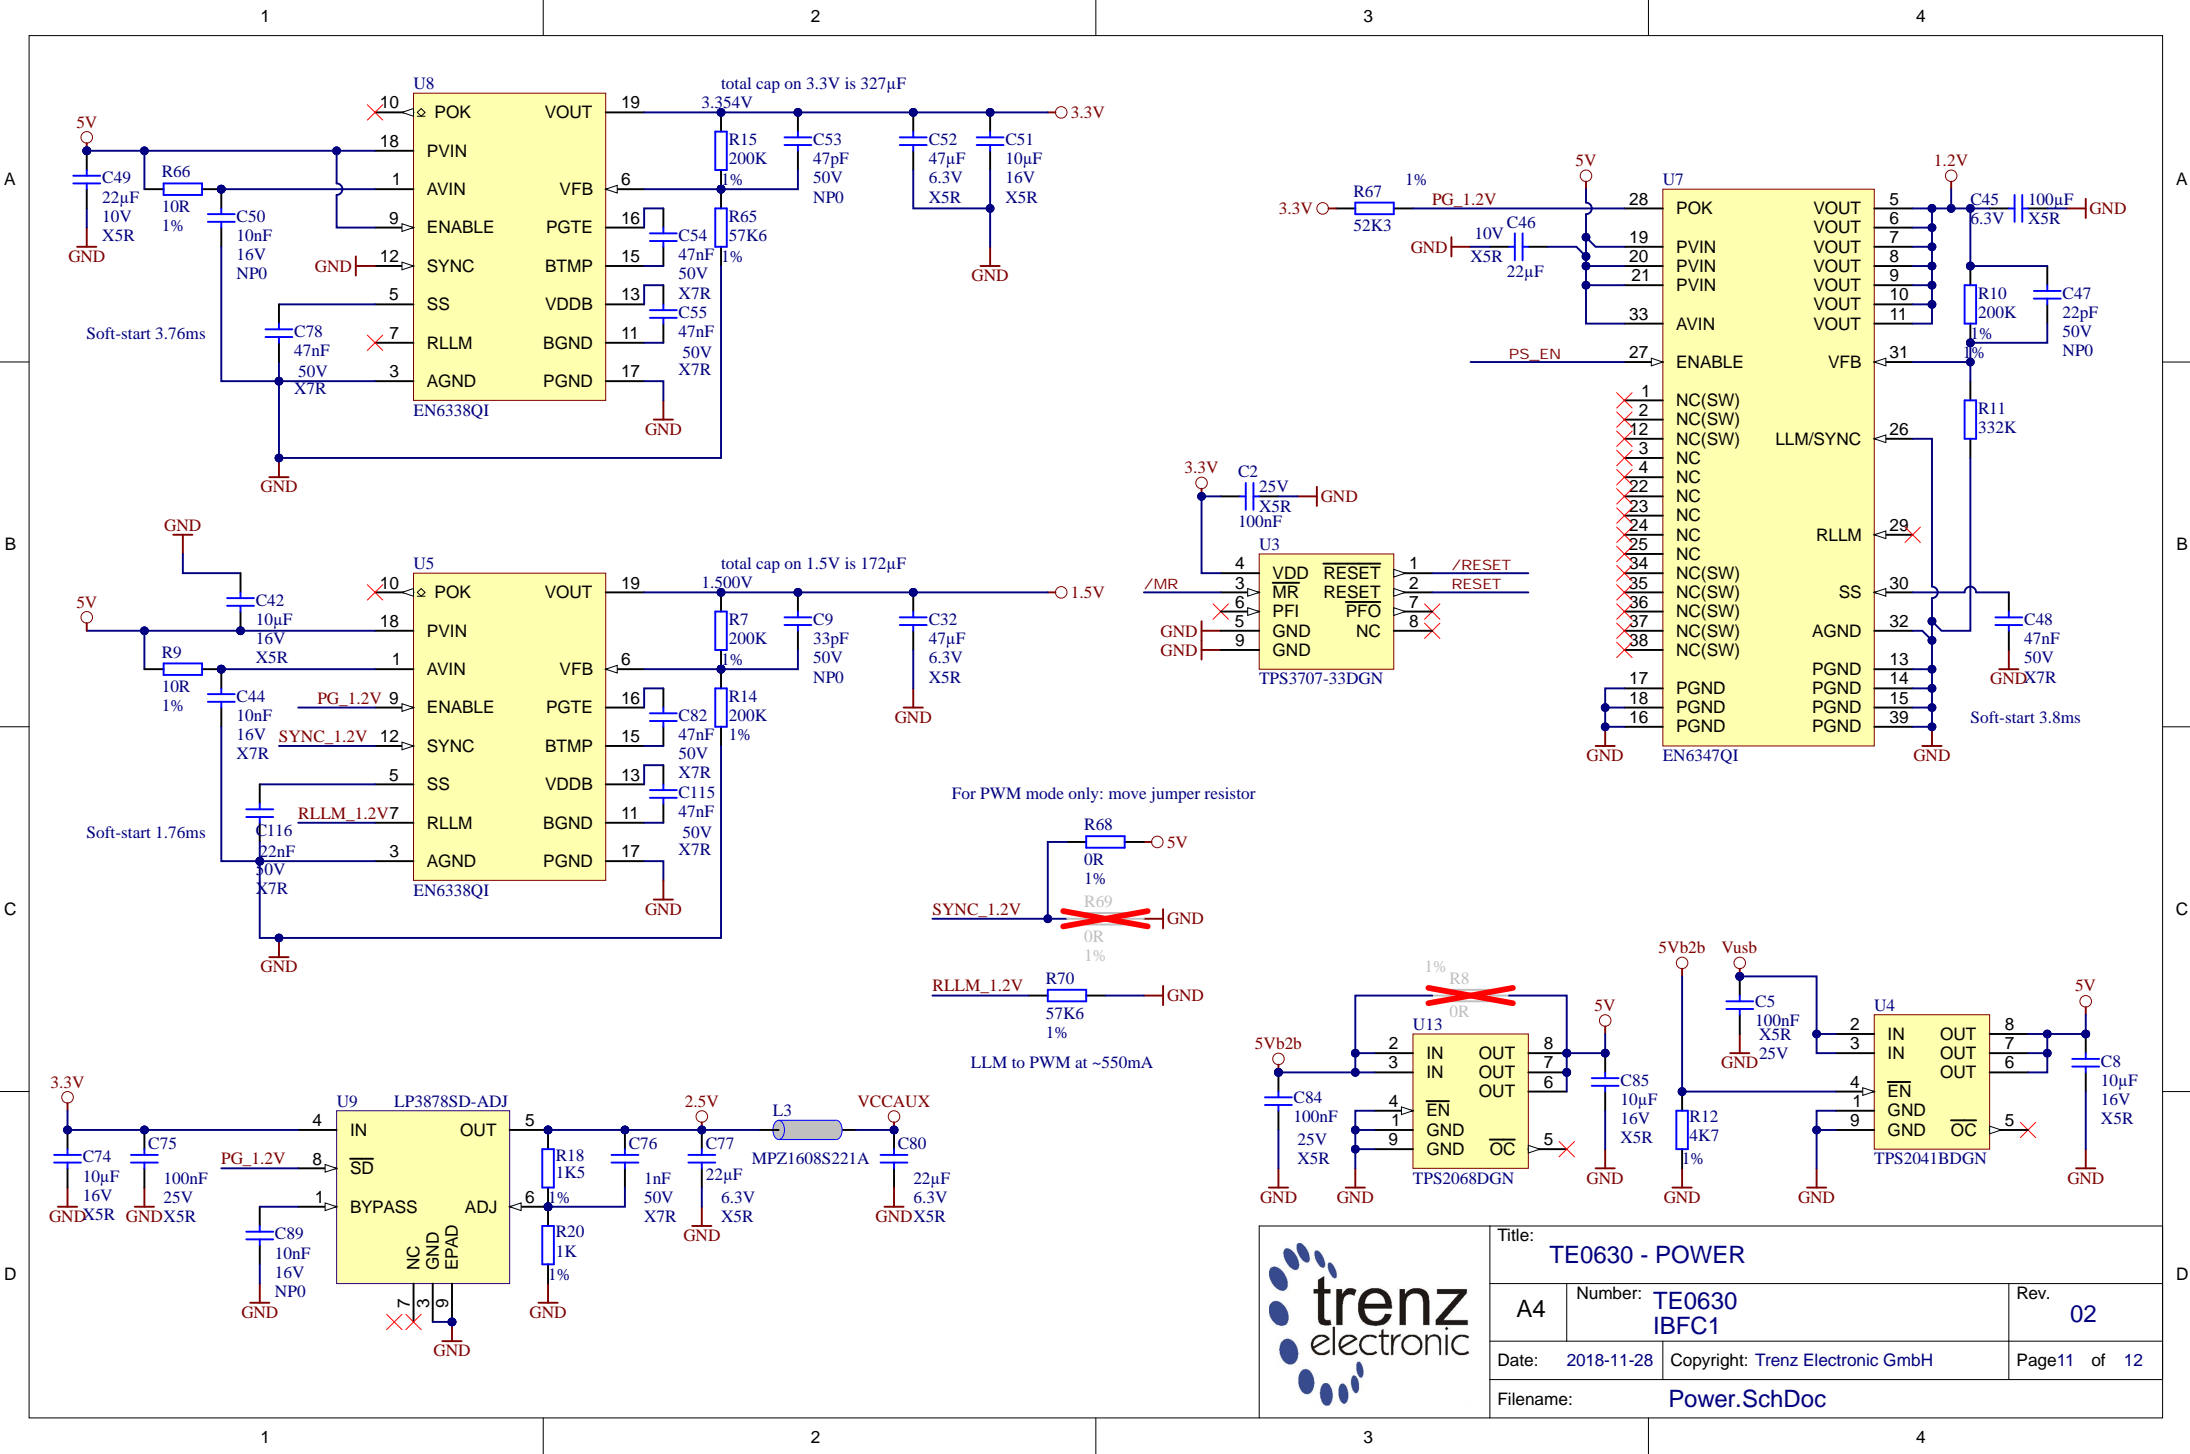 1
2
3
4
A
B
C
D
A
B
C
D
1
2
3
4
U8
total cap on 3.3V is 327µF
3.354V
3.3V
5V
10 POK
18 PVIN
1 AVIN
9 ENABLE
12 SYNC
5 SS
7 RLLM
3 AGND
VOUT 19
VFB 6
PGTE 16
BTMP 15
VDDB 13
BGND 11
PGND 17
EN6338QI
C49
22µF
10V
X5R
GND
R66
10R
1%
C50
10nF
16V
NP0
GND
Soft-start 3.76ms
C78
47nF
50V
X7R
GND
R15
200K
1%
C53
47pF
50V
NP0
C52
47µF
6.3V
X5R
C51
10µF
16V
X5R
GND
R65
57K6
1%
C54
47nF
50V
X7R
C55
47nF
50V
X7R
GND
GND
C42
10µF
16V
X5R
5V
R9
10R
1%
C44
10nF
16V
X7R
PG_1.2V
SYNC_1.2V
RLLM_1.2V
Soft-start 1.76ms
C116
22nF
50V
X7R
GND
U5
total cap on 1.5V is 172µF
1.500V
1.5V
10 POK
18 PVIN
1 AVIN
9 ENABLE
12 SYNC
5 SS
7 RLLM
3 AGND
VOUT 19
VFB 6
PGTE 16
BTMP 15
VDDB 13
BGND 11
PGND 17
EN6338QI
R7
200K
1%
C9
33pF
50V
NP0
C32
47µF
6.3V
X5R
GND
R14
200K
1%
C82
47nF
50V
X7R
C115
47nF
50V
X7R
GND
3.3V
R67
52K3
1%
PG_1.2V
5V
GND
10V
X5R
C46
22µF
PS_EN
U7
28 POK
19 PVIN
20 PVIN
21 PVIN
33 AVIN
27 ENABLE
1 NC(SW)
2 NC(SW)
12 NC(SW)
3 NC
4 NC
22 NC
23 NC
24 NC
25 NC
34 NC(SW)
35 NC(SW)
36 NC(SW)
37 NC(SW)
38 NC(SW)
17 PGND
18 PGND
16 PGND
VOUT 5
VOUT 6
VOUT 7
VOUT 8
VOUT 9
VOUT 10
VOUT 11
VFB 31
LLM/SYNC 26
RLLM 29
SS 30
AGND 32
PGND 13
PGND 14
PGND 15
PGND 39
EN6347QI
GND
GND
1.2V
C45
6.3V
100µF
X5R
GND
R10
200K
1%
1%
C47
22pF
50V
NP0
R11
332K
C48
47nF
50V
X7R
GND
Soft-start 3.8ms
3.3V
C2
25V
X5R
100nF
GND
U3
4 VDD
3 MR
6 PFI
5 GND
9 GND
RESET 1
RESET 2
PFO 7
NC 8
TPS3707-33DGN
/MR
/RESET
RESET
GND
GND
For PWM mode only: move jumper resistor
R68
0R
1%
5V
SYNC_1.2V
R69
0R
1%
GND
RLLM_1.2V
R70
57K6
1%
GND
LLM to PWM at ~550mA
1%
R8
0R
5Vb2b
C84
100nF
25V
X5R
GND
GND
U13
2 IN
3 IN
4 EN
1 GND
9 GND
OUT 8
OUT 7
OUT 6
OC 5
TPS2068DGN
5V
C85
10µF
16V
X5R
GND
5Vb2b
Vusb
C5
100nF
X5R
25V
GND
R12
4K7
1%
GND
GND
U4
2 IN
3 IN
4 EN
1 GND
9 GND
OUT 8
OUT 7
OUT 6
OC 5
TPS2041BDGN
5V
C8
10µF
16V
X5R
GND
3.3V
C74
10µF
16V
X5R
GND
C75
100nF
25V
X5R
GND
PG_1.2V
C89
10nF
16V
NP0
GND
U9
LP3878SD-ADJ
4 IN
8 SD
1 BYPASS
OUT 5
ADJ 6
NC 7
GND 3
EPAD 9
GND
R18
1K5
1%
R20
1K
1%
GND
C76
1nF
50V
X7R
2.5V
C77
22µF
6.3V
X5R
GND
L3
MPZ1608S221A
VCCAUX
C80
22µF
6.3V
X5R
GND
trenz
electronic
Title:
TE0630 - POWER
A4
Number: TE0630
IBFC1
Rev.
02
Date: 2018-11-28
Copyright: Trenz Electronic GmbH
Page11 of 12
Filename: Power.SchDoc